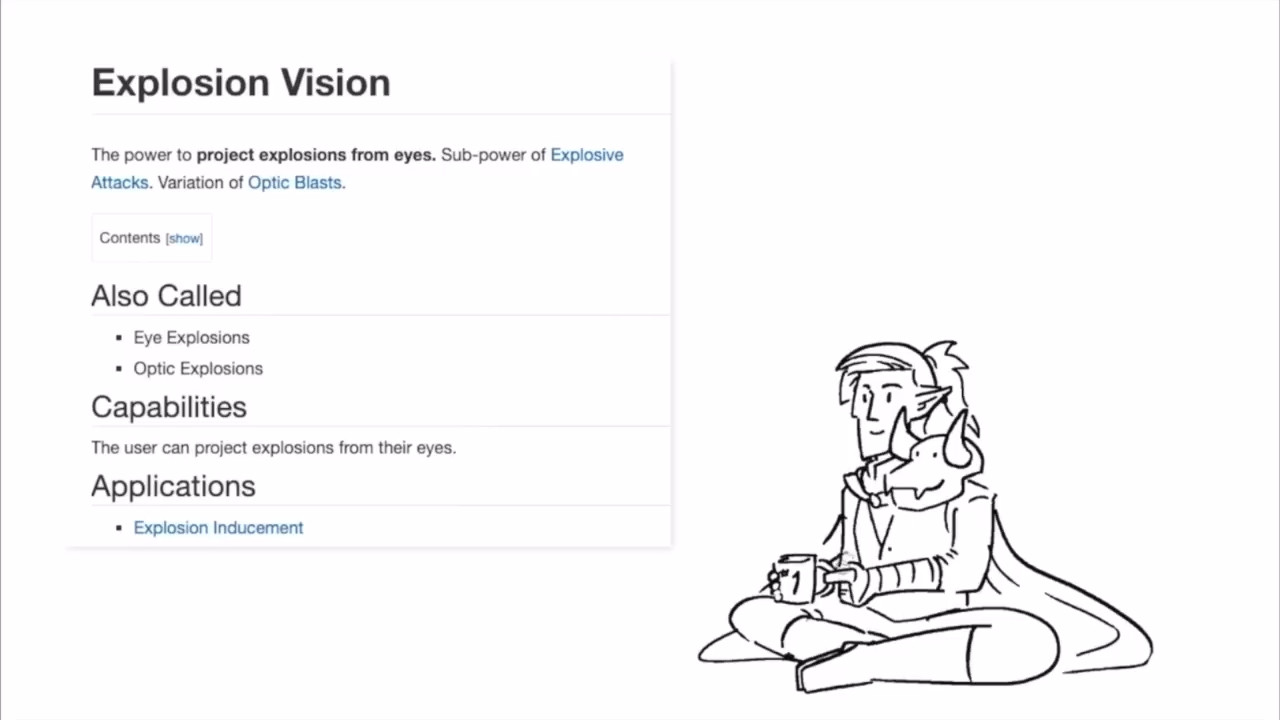 Explosion Vision
The power to project explosions from eyes. Sub-power of Explosive
Attacks. Variation of Optic Blasts.
Contents [show]
Also Called
▪ Eye Explosions
▪ Optic Explosions
Capabilities
The user can project explosions from their eyes.
Applications
▪ Explosion Inducement
#1